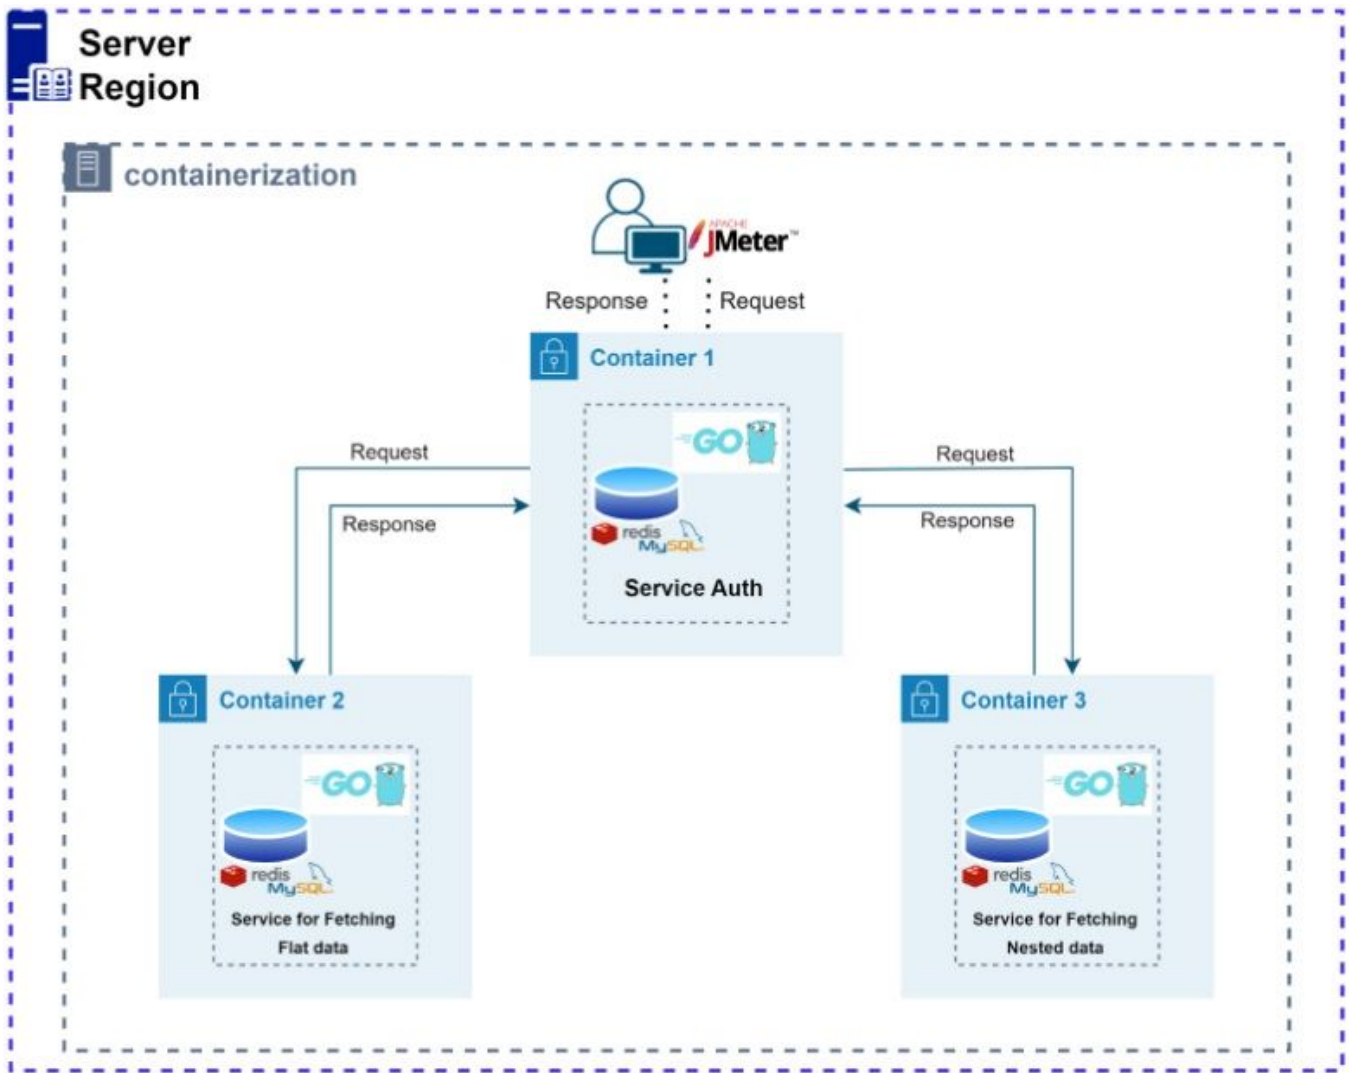 Server
Region
containerization
APACHE
JMeter™
Response
Request
Container 1
GO
redis
MySQL
Service Auth
Request
Response
Request
Response
Container 2
GO
redis
MySQL
Service for Fetching
Flat data
Container 3
GO
redis
MySQL
Service for Fetching
Nested data